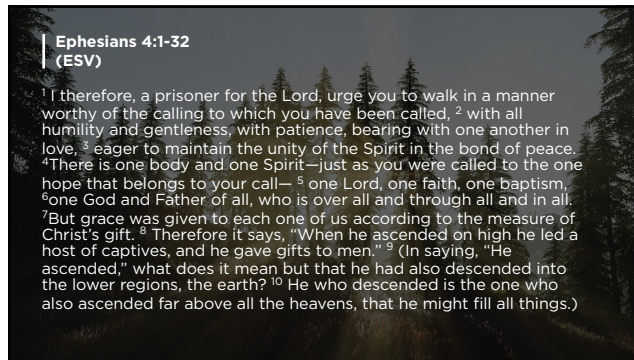 Ephesians 4:1-32
(ESV)
¹ I therefore, a prisoner for the Lord, urge you to walk in a manner
worthy of the calling to which you have been called, ² with all
humility and gentleness, with patience, bearing with one another in
love, ³ eager to maintain the unity of the Spirit in the bond of peace.
⁴There is one body and one Spirit—just as you were called to the one
hope that belongs to your call— ⁵ one Lord, one faith, one baptism,
⁶one God and Father of all, who is over all and through all and in all.
⁷But grace was given to each one of us according to the measure of
Christ’s gift. ⁸ Therefore it says, “When he ascended on high he led a
host of captives, and he gave gifts to men.” ⁹ (In saying, “He
ascended,” what does it mean but that he had also descended into
the lower regions, the earth? ¹⁰ He who descended is the one who
also ascended far above all the heavens, that he might fill all things.)